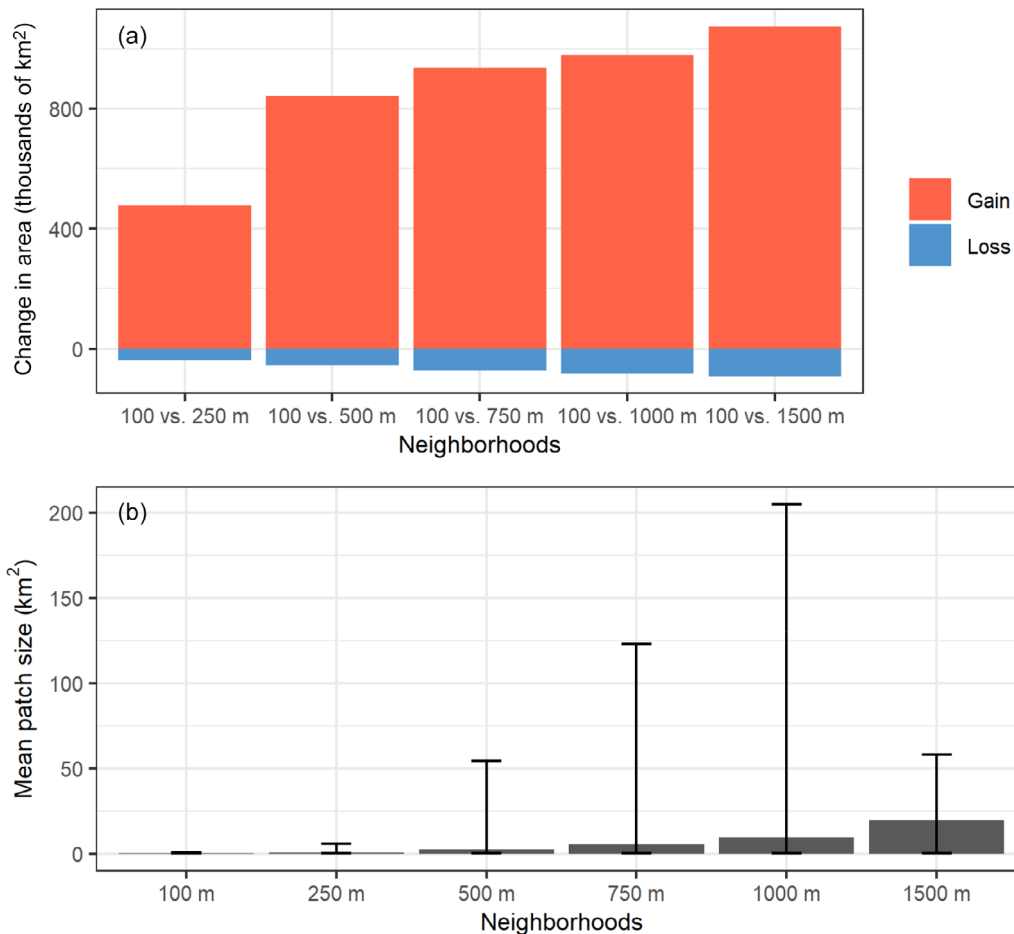 (a)
Change in area (thousands of km²)
800
400
0
100 vs. 250 m 100 vs. 500 m 100 vs. 750 m 100 vs. 1000 m 100 vs. 1500 m
Neighborhoods
Gain
Loss
(b)
Mean patch size (km²)
200
150
100
50
0
100 m 250 m 500 m 750 m 1000 m 1500 m
Neighborhoods